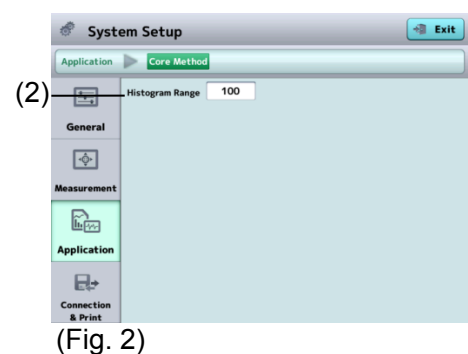 System Setup
Exit
Application Core Method
(2)
Histogram Range 100
General
Measurement
Application
Connection
& Print
(Fig. 2)